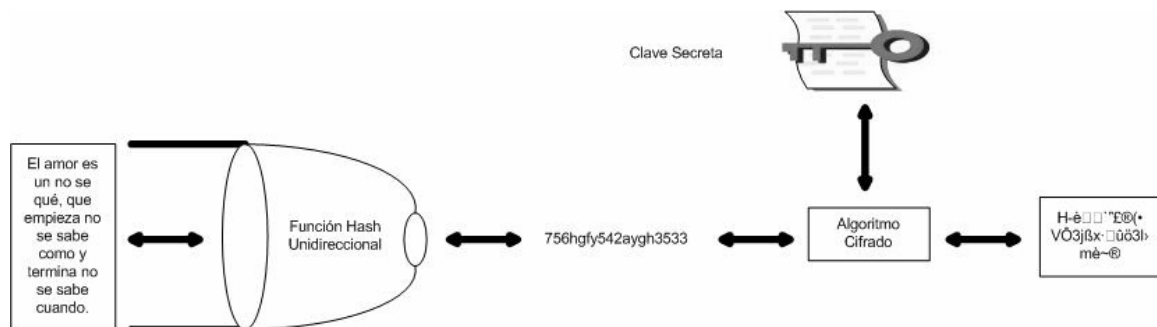 Clave Secreta
El amor es
un no se
qué, que
empieza no
se sabe
como y
termina no
se sabe
cuando.
Función Hash
Unidireccional
756hgfy542aygh3533
Algoritmo
Cifrado